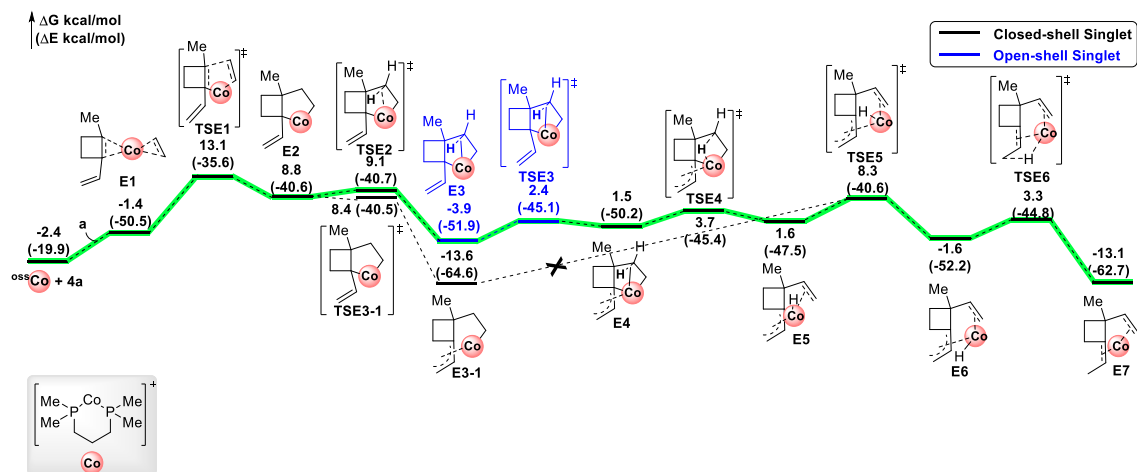 ΔG kcal/mol
(ΔE kcal/mol)
Closed-shell Singlet
Open-shell Singlet
Me
Co
E1
-1.4
(-50.5)
-2.4
(-19.9)
a
ossCo + 4a
Me
Co
‡
TSE1
13.1
(-35.6)
Me
Co
E2
8.8
(-40.6)
Me
H
H
Co
‡
TSE2
9.1
(-40.7)
8.4 (-40.5)
Me
Co
‡
TSE3-1
Me
H
H
Co
E3
-3.9
(-51.9)
-13.6
(-64.6)
Me
Co
E3-1
Me
H
H
Co
‡
TSE3
2.4
(-45.1)
1.5
(-50.2)
Me
H
H
Co
E4
Me
H
H
Co
‡
TSE4
3.7
(-45.4)
1.6
(-47.5)
Me
H
Co
E5
Me
H
Co
‡
TSE5
8.3
(-40.6)
-1.6
(-52.2)
Me
Co
H
E6
Me
Co
H
‡
TSE6
3.3
(-44.8)
-13.1
(-62.7)
Me
Co
E7
Me
Me
P
Co
P
Me
Me
+
Co